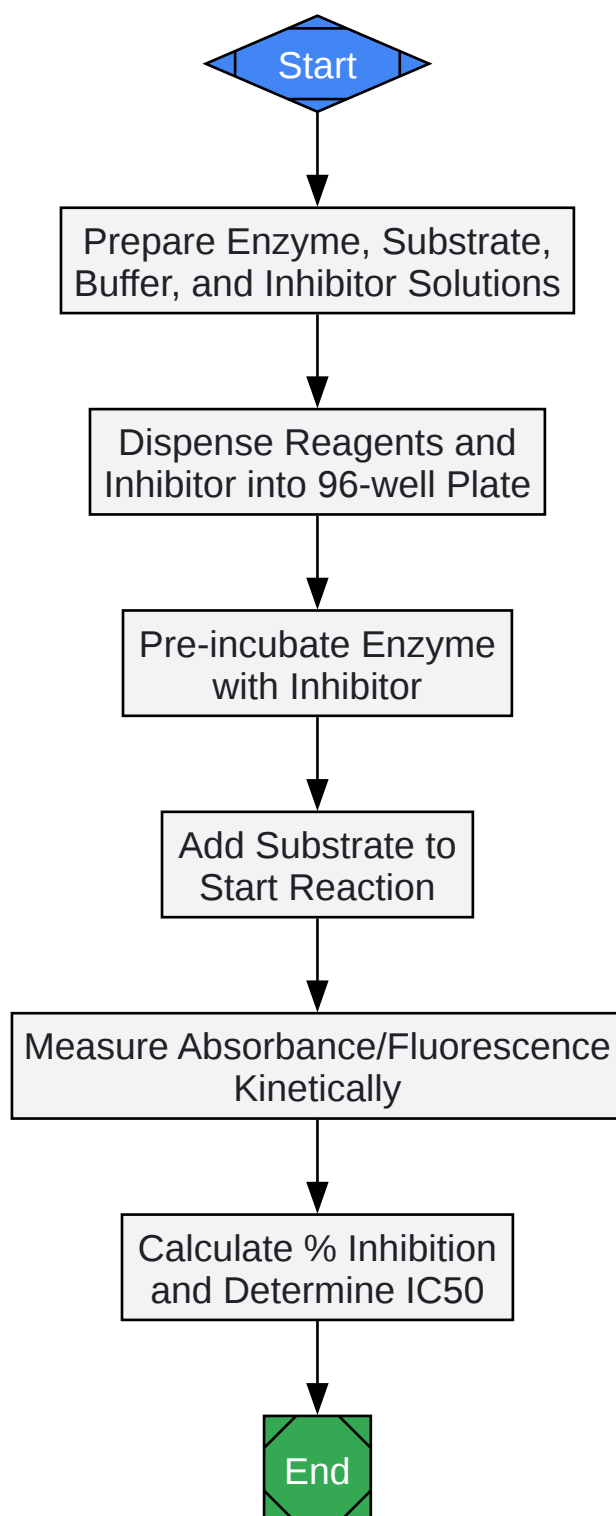 Start
Prepare Enzyme, Substrate,
Buffer, and Inhibitor Solutions
Dispense Reagents and
Inhibitor into 96-well Plate
Pre-incubate Enzyme
with Inhibitor
Add Substrate to
Start Reaction
Measure Absorbance/Fluorescence
Kinetically
Calculate % Inhibition
and Determine IC50
End